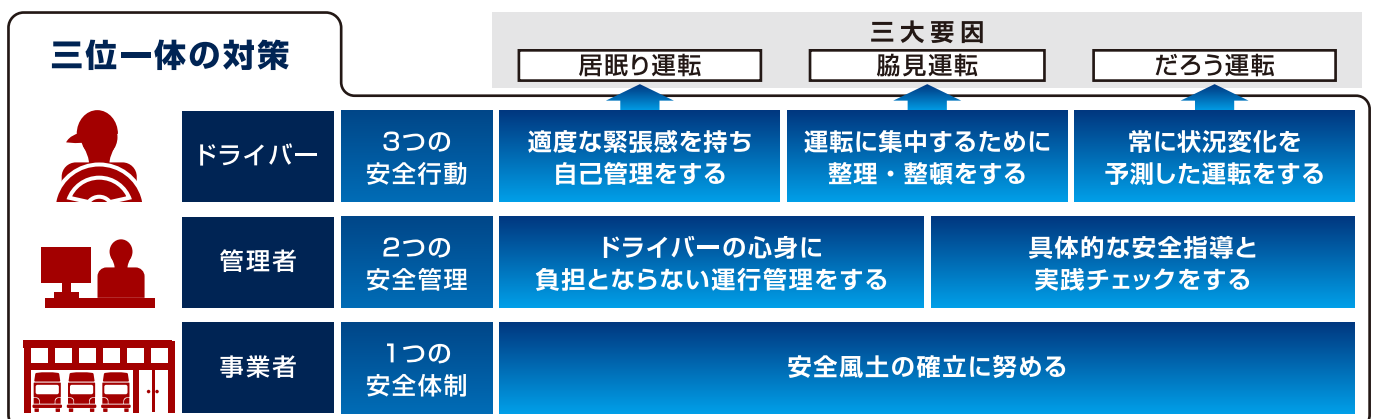 三位一体の対策
三大要因
居眠り運転
脇見運転
だろう運転
ドライバー
3つの
安全行動
適度な緊張感を持ち
自己管理をする
運転に集中するために
整理・整頓をする
常に状況変化を
予測した運転をする
管理者
2つの
安全管理
ドライバーの心身に
負担とならない運行管理をする
具体的な安全指導と
実践チェックをする
事業者
1つの
安全体制
安全風土の確立に努める